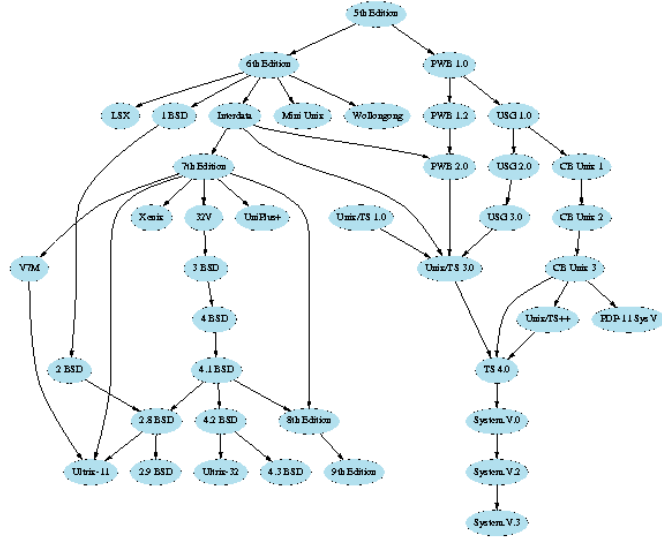 5th Edition
6th Edition
PWB 1.0
LSX
1 BSD
Interdata
Mini Unix
Wollongong
PWB 1.2
USG 1.0
7th Edition
PWB 2.0
USG 2.0
CB Unix 1
Xenix
32V
UniPlus+
Unix/TS 1.0
USG 3.0
CB Unix 2
V7M
3 BSD
Unix/TS 3.0
CB Unix 3
4 BSD
Unix/TS++
PDP-11 Sys V
2 BSD
4.1 BSD
TS 4.0
2.8 BSD
4.2 BSD
8th Edition
System V.0
Ultrix-11
2.9 BSD
Ultrix-32
4.3 BSD
9th Edition
System V.2
System V.3